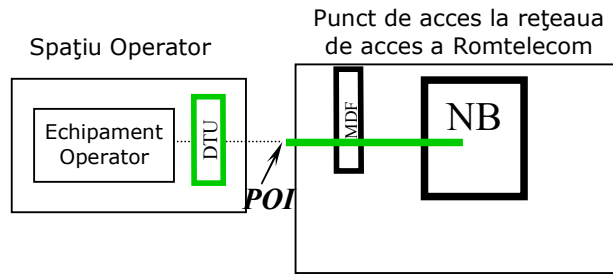 Spaţiu Operator
Punct de acces la reţeaua
de acces a Romtelecom
Echipament
Operator
DTU
POI
MDF
NB